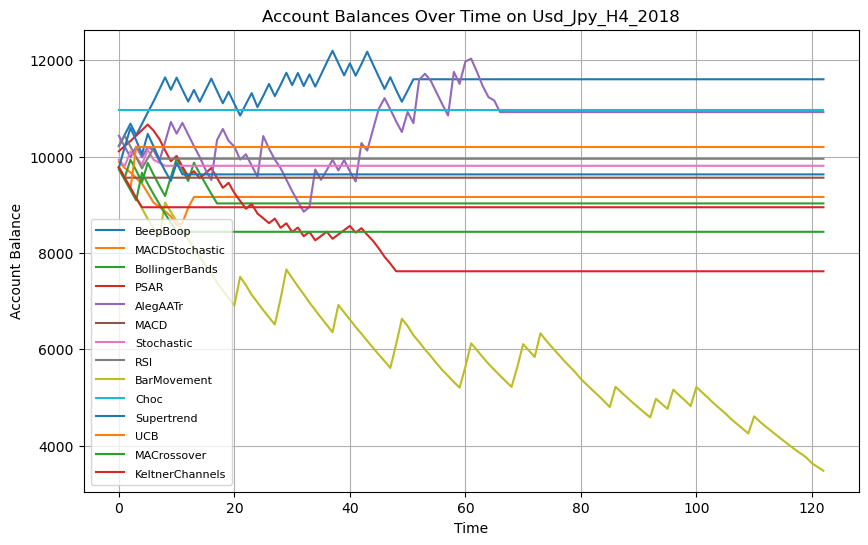 Account Balances Over Time on Usd_Jpy_H4_2018
12000
10000
8000
6000
4000
Account Balance
BeepBoop
MACDStochastic
BollingerBands
PSAR
AlegAATr
MACD
Stochastic
RSI
BarMovement
Choc
Supertrend
UCB
MACrossover
KeltnerChannels
0 20 40 60 80 100 120
Time